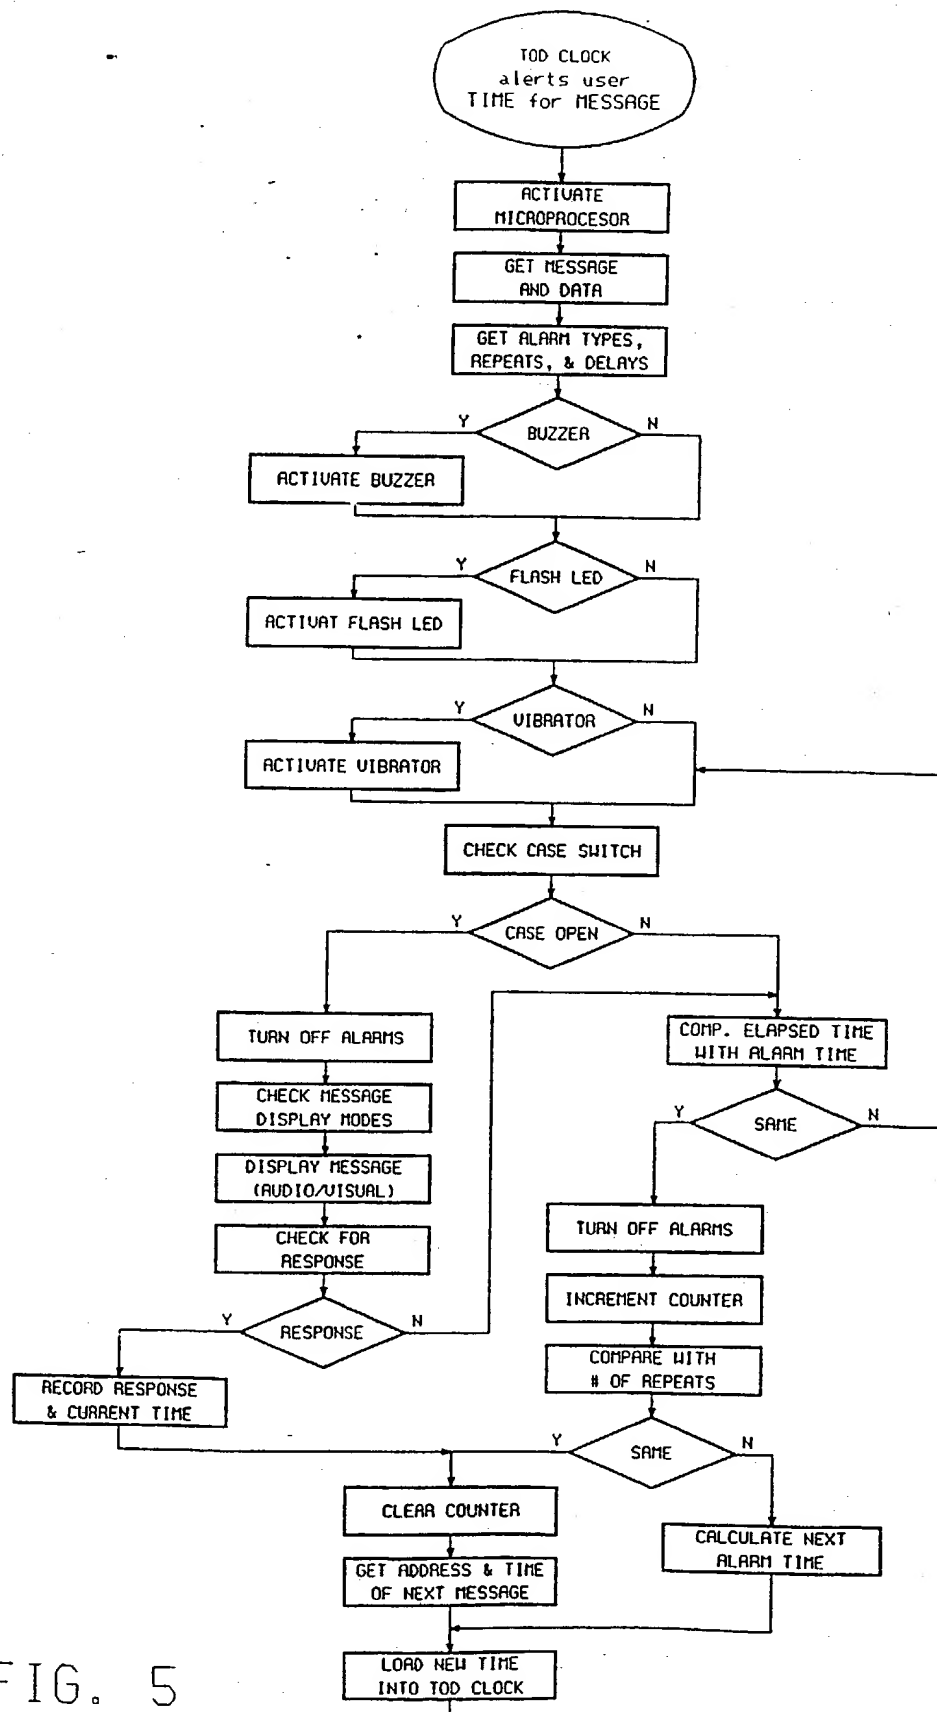 TOD CLOCK
alerts user
TIME for MESSAGE
ACTIVATE
MICROPROCESOR
GET MESSAGE
AND DATA
GET ALARM TYPES,
REPEATS, & DELAYS
Y
BUZZER
N
ACTIVATE BUZZER
Y
FLASH LED
N
ACTIVAT FLASH LED
Y
VIBRATOR
N
ACTIVATE VIBRATOR
CHECK CASE SWITCH
Y
CASE OPEN
N
TURN OFF ALARMS
COMP. ELAPSED TIME
WITH ALARM TIME
CHECK MESSAGE
DISPLAY MODES
Y
SAME
N
DISPLAY MESSAGE
(AUDIO/VISUAL)
TURN OFF ALARMS
CHECK FOR
RESPONSE
INCREMENT COUNTER
Y
RESPONSE
N
COMPARE WITH
# OF REPEATS
RECORD RESPONSE
& CURRENT TIME
Y
SAME
N
CLEAR COUNTER
CALCULATE NEXT
ALARM TIME
GET ADDRESS & TIME
OF NEXT MESSAGE
LOAD NEW TIME
INTO TOD CLOCK
FIG. 5